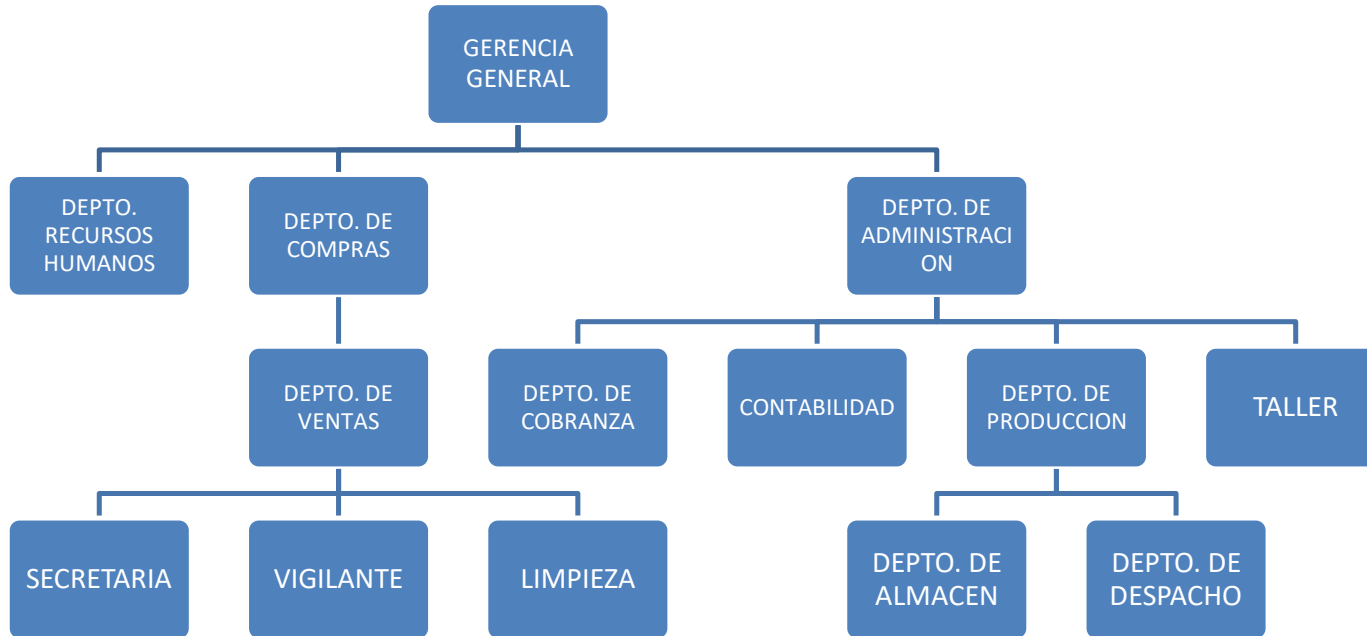 GERENCIA
GENERAL
DEPTO.
RECURSOS
HUMANOS
DEPTO. DE
COMPRAS
DEPTO. DE
ADMINISTRACI
ON
DEPTO. DE
VENTAS
DEPTO. DE
COBRANZA
CONTABILIDAD
DEPTO. DE
PRODUCCION
TALLER
SECRETARIA
VIGILANTE
LIMPIEZA
DEPTO. DE
ALMACEN
DEPTO. DE
DESPACHO